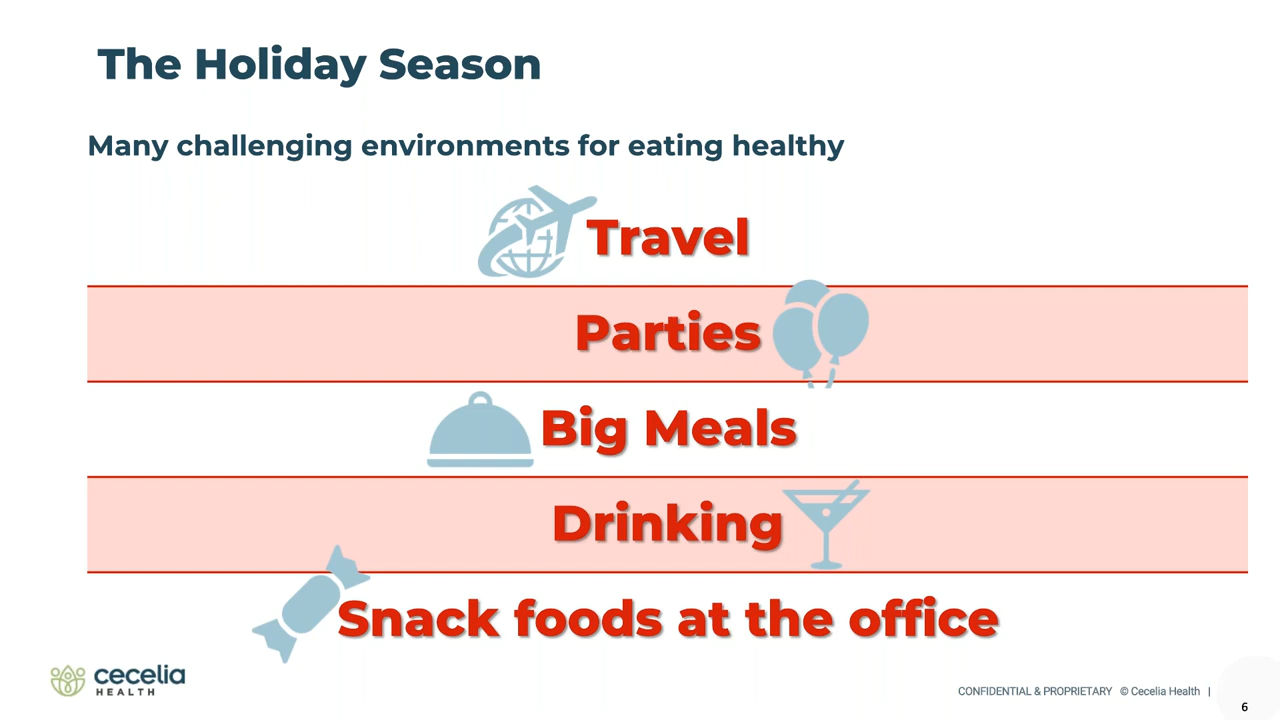 The Holiday Season
Many challenging environments for eating healthy
Travel
Parties
Big Meals
Drinking
Snack foods at the office
cecelia
HEALTH
CONFIDENTIAL & PROPRIETARY © Cecelia Health |
6